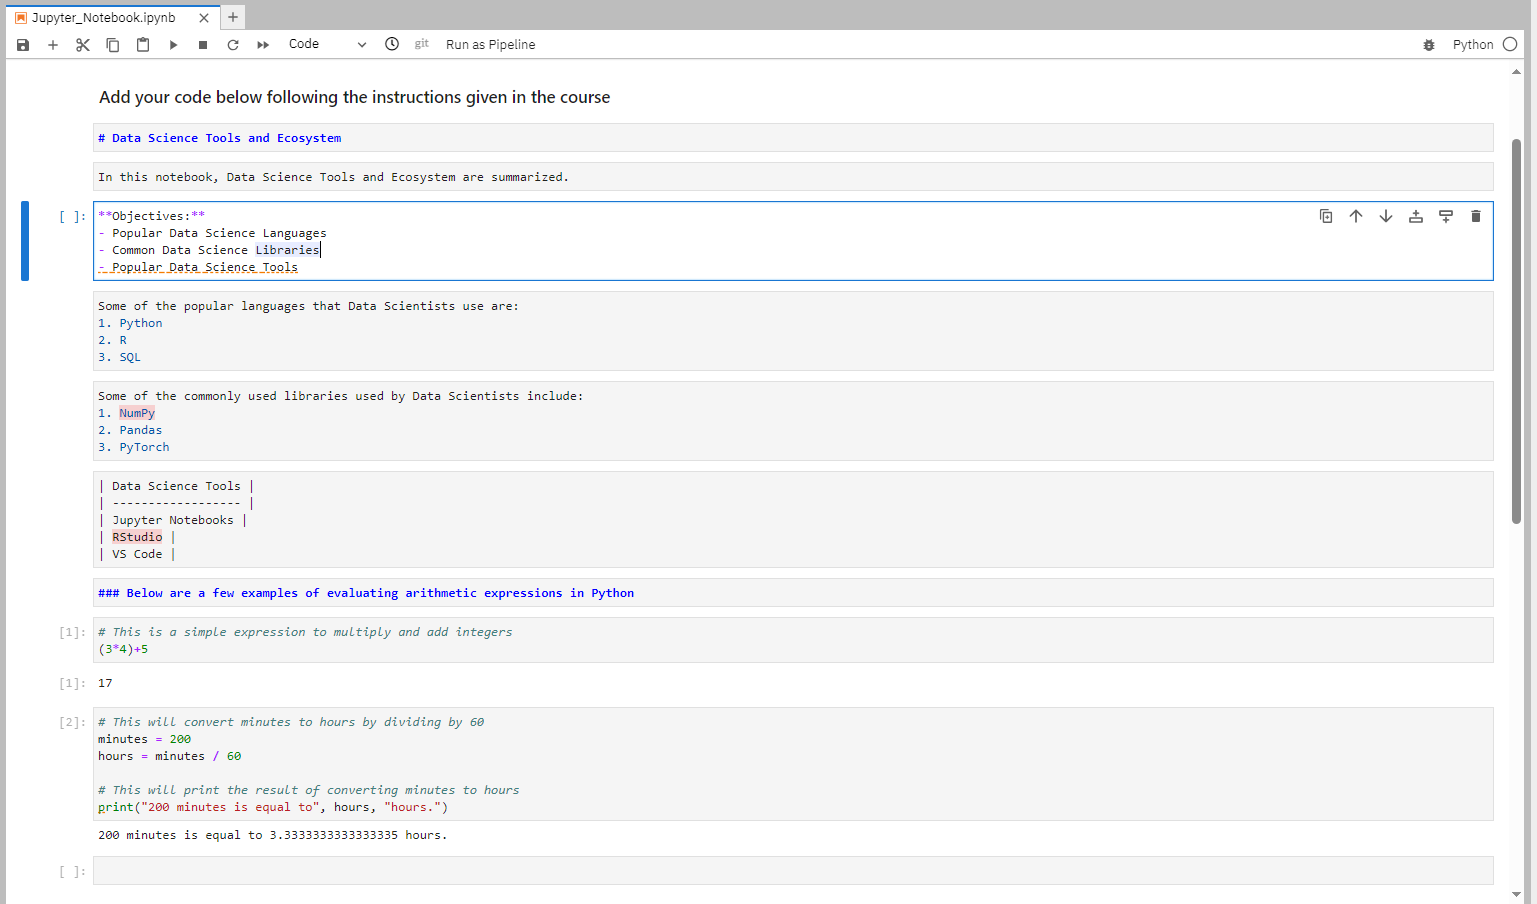 Jupyter_Notebook.ipynb
Code
git
Run as Pipeline
Python
Add your code below following the instructions given in the course
# Data Science Tools and Ecosystem
In this notebook, Data Science Tools and Ecosystem are summarized.
[ ]: **Objectives:**
- Popular Data Science Languages
- Common Data Science Libraries
- Popular Data Science Tools
Some of the popular languages that Data Scientists use are:
1. Python
2. R
3. SQL
Some of the commonly used libraries used by Data Scientists include:
1. NumPy
2. Pandas
3. PyTorch
| Data Science Tools |
| ------------------ |
| Jupyter Notebooks |
| RStudio |
| VS Code |
### Below are a few examples of evaluating arithmetic expressions in Python
[1]: # This is a simple expression to multiply and add integers
(3*4)+5
[1]: 17
[2]: # This will convert minutes to hours by dividing by 60
minutes = 200
hours = minutes / 60
# This will print the result of converting minutes to hours
print("200 minutes is equal to", hours, "hours.")
200 minutes is equal to 3.3333333333333335 hours.
[ ]: